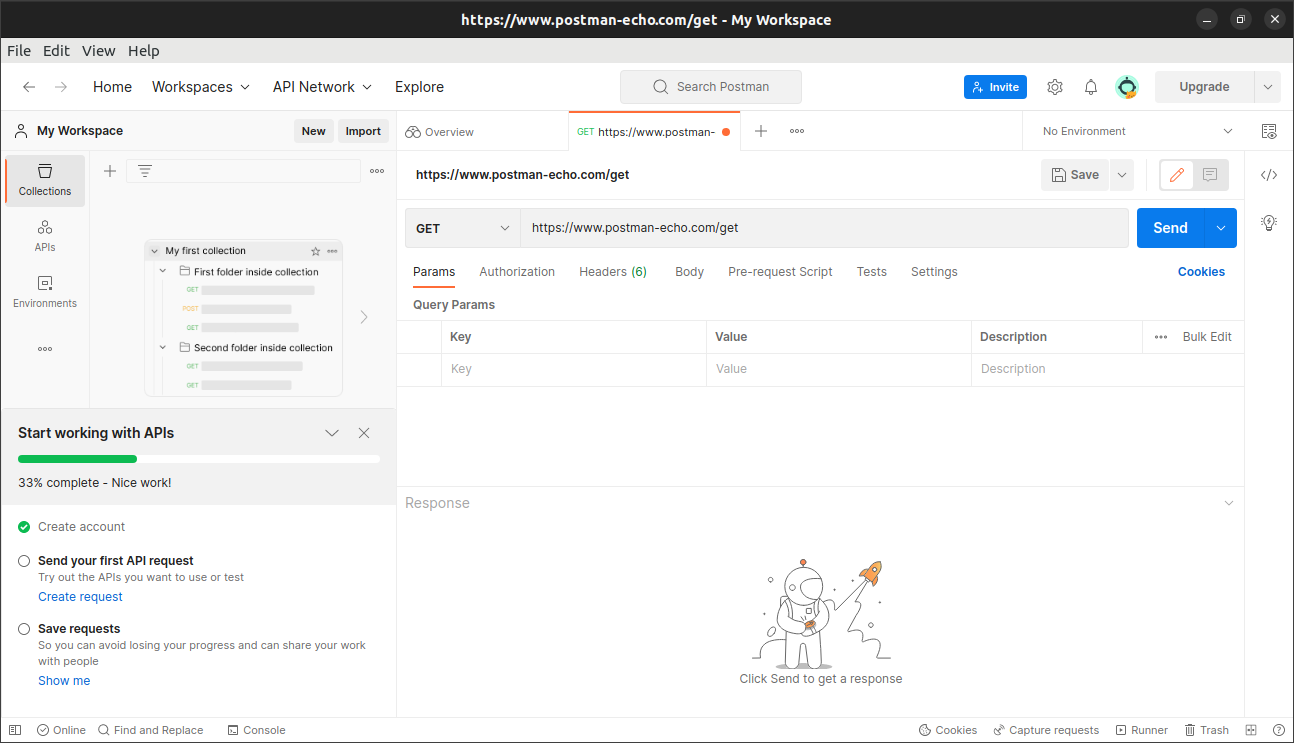 https://www.postman-echo.com/get - My Workspace
File Edit View Help
Home Workspaces API Network Explore Search Postman Invite Upgrade
My Workspace New Import Overview GET https://www.postman- No Environment
Collections
APIs
Environments
My first collection
First folder inside collection
GET
POST
GET
Second folder inside collection
GET
GET
https://www.postman-echo.com/get Save
GET https://www.postman-echo.com/get Send
Params Authorization Headers (6) Body Pre-request Script Tests Settings Cookies
Query Params
Key Value Description Bulk Edit
Key Value Description
Start working with APIs
33% complete - Nice work!
Create account
Send your first API request
Try out the APIs you want to use or test
Create request
Save requests
So you can avoid losing your progress and can share your work
with people
Show me
Response
Click Send to get a response
Online Find and Replace Console Cookies Capture requests Runner Trash